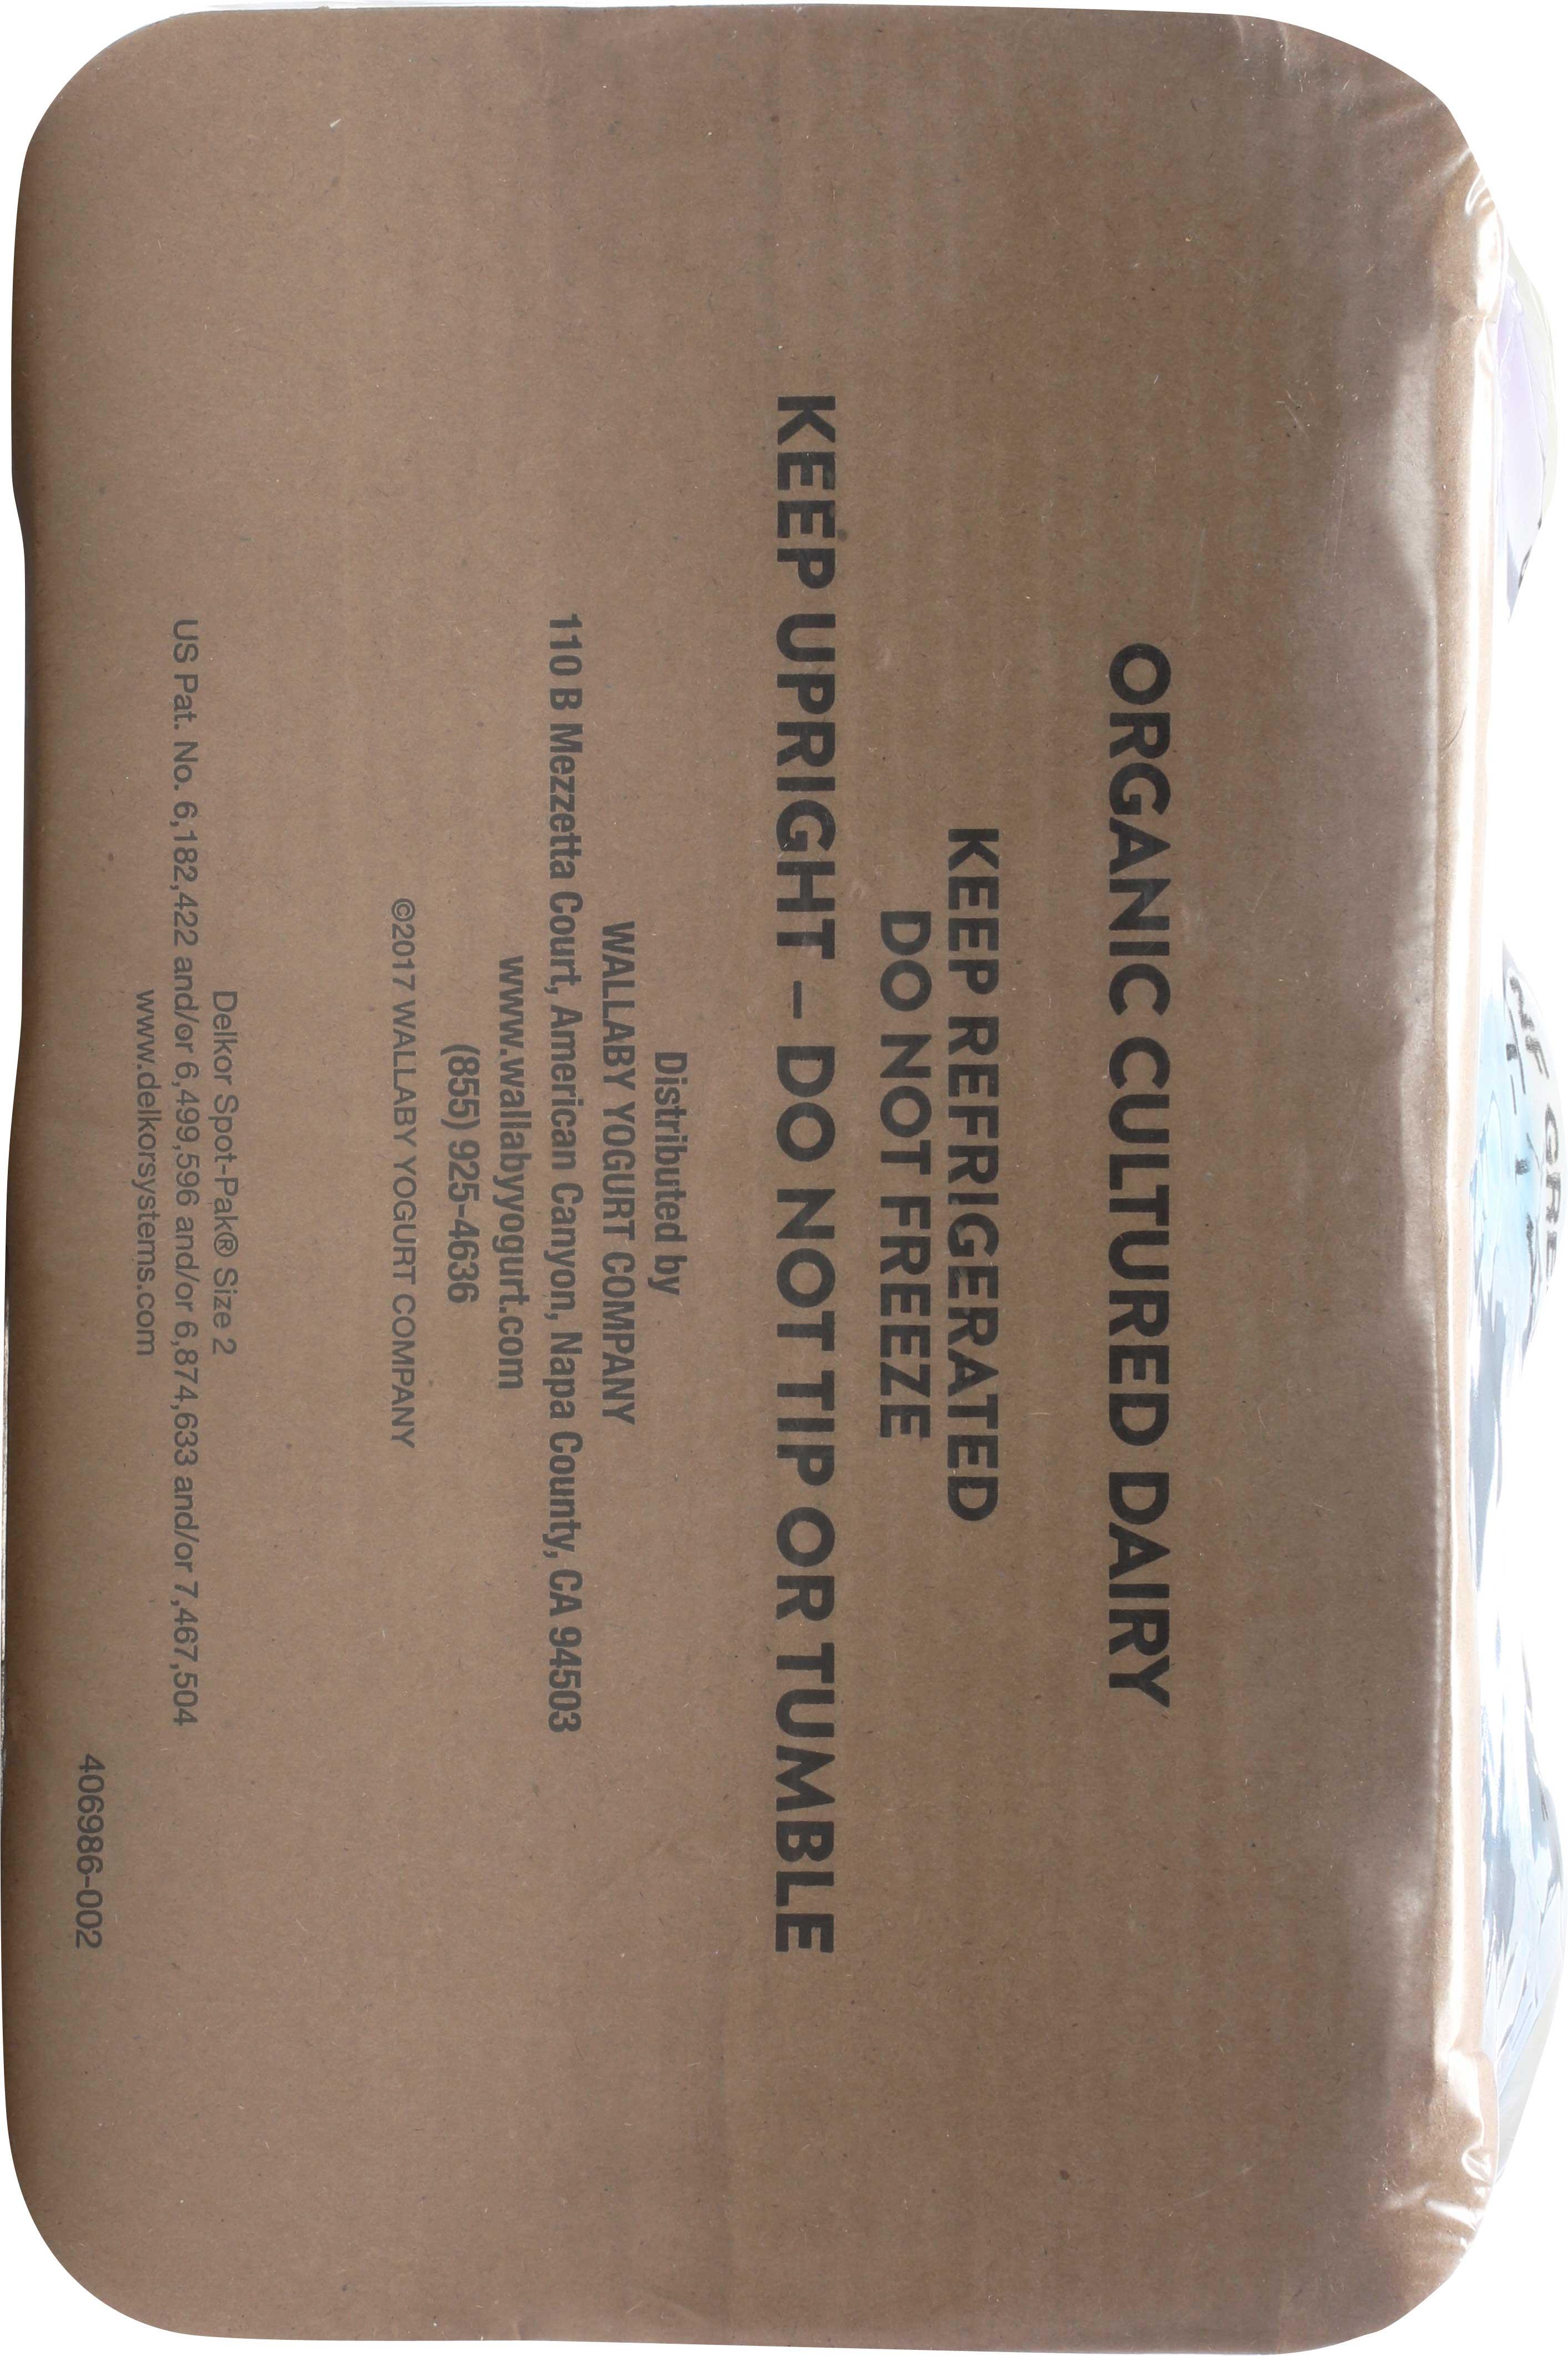 ORGANIC CULTURED DAIRY
KEEP REFRIGERATED
DO NOT FREEZE
KEEP UPRIGHT – DO NOT TIP OR TUMBLE
Distributed by
WALLABY YOGURT COMPANY
110 B Mezzetta Court, American Canyon, Napa County, CA 94503
www.wallabyyogurt.com
(855) 925-4636
©2017 WALLABY YOGURT COMPANY
Delkor Spot-Pak® Size 2
US Pat. No. 6,182,422 and/or 6,499,596 and/or 6,874,633 and/or 7,467,504
www.delkorsystems.com
406986-002